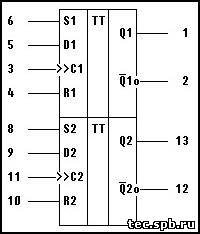 6 S1 TT Q1 1
5 D1
3 >>C1 Q̅1 2
4 R1
8 S2 TT
9 D2 Q2 13
11 >>C2
10 R2 Q̅2 12
tec.spb.ru